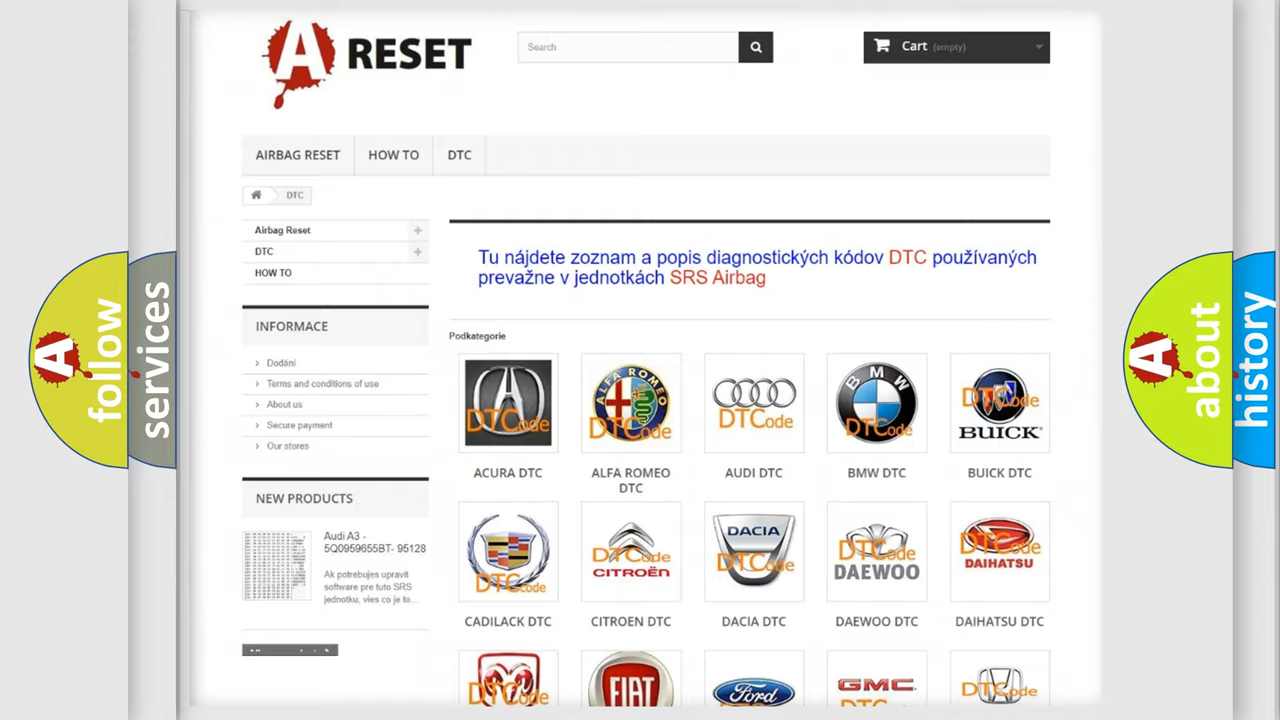 A RESET
Search
Cart (empty)
AIRBAG RESET
HOW TO
DTC
DTC
Airbag Reset
DTC
HOW TO
INFORMACE
Dodání
Terms and conditions of use
About us
Secure payment
Our stores
NEW PRODUCTS
Audi A3 -
5Q0959655BT- 95128
Ak potrebujes upravit
software pre tuto SRS
jednotku, vies co je to...
Tu nájdete zoznam a popis diagnostických kódov DTC používaných
prevažne v jednotkách SRS Airbag
Podkategorie
DTCode
ALFA ROMEO
DTCode
DTCode
BMW
DTCode
DTCode
BUICK
ACURA DTC
ALFA ROMEO
DTC
AUDI DTC
BMW DTC
BUICK DTC
DTCode
DTCode
CITROËN
DACIA
DTCode
DTCode
DAEWOO
DTCode
DAIHATSU
CADILACK DTC
CITROEN DTC
DACIA DTC
DAEWOO DTC
DAIHATSU DTC
DTCode
FIAT
Ford
GMC
DTCode
A follow
services
A about
history